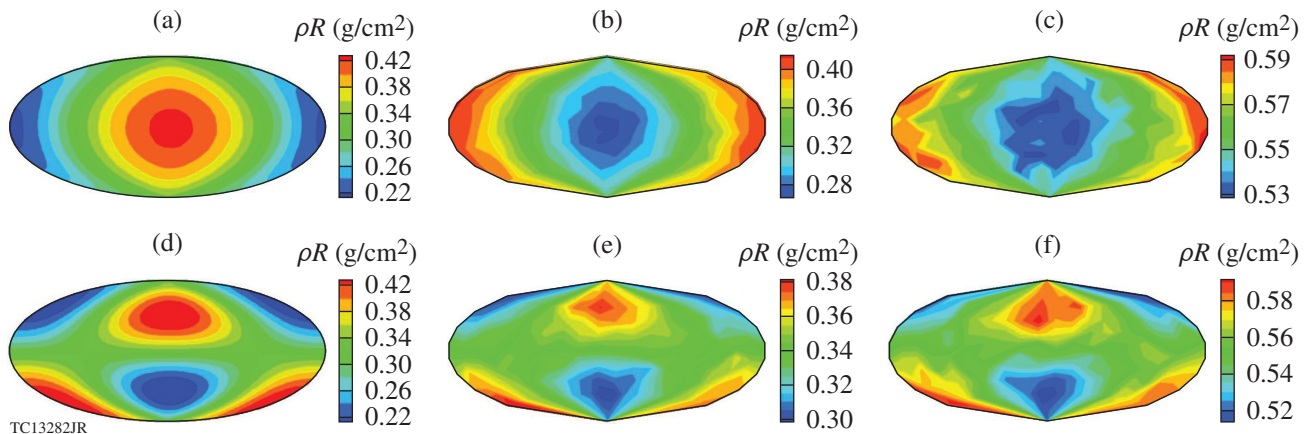 (a)
ρR (g/cm2)
0.42
0.38
0.34
0.30
0.26
0.22
(b)
ρR (g/cm2)
0.40
0.36
0.32
0.28
(c)
ρR (g/cm2)
0.59
0.57
0.55
0.53
(d)
ρR (g/cm2)
0.42
0.38
0.34
0.30
0.26
0.22
(e)
ρR (g/cm2)
0.38
0.36
0.34
0.32
0.30
(f)
ρR (g/cm2)
0.58
0.56
0.54
0.52
TC13282JR